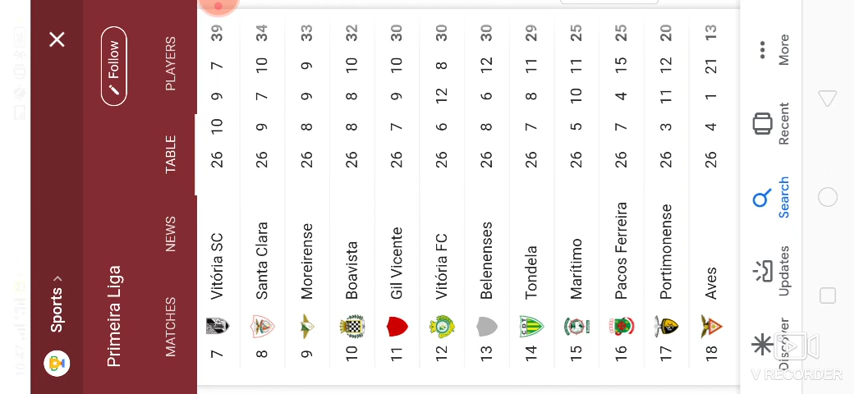 Sports >
Primeira Liga
Follow
MATCHES NEWS TABLE PLAYERS
7 Vitória SC 26 10 9 7 39
8 Santa Clara 26 9 7 10 34
9 Moreirense 26 8 9 9 33
10 Boavista 26 8 8 10 32
11 Gil Vicente 26 7 9 10 30
12 Vitória FC 26 6 12 8 30
13 Belenenses 26 8 6 12 30
14 Tondela 26 7 8 11 29
15 Marítimo 26 5 10 11 25
16 Pacos Ferreira 26 7 4 15 25
17 Portimonense 26 3 11 12 20
18 Aves 26 4 1 21 13
Discover Updates Search Recent More
V RECORDER